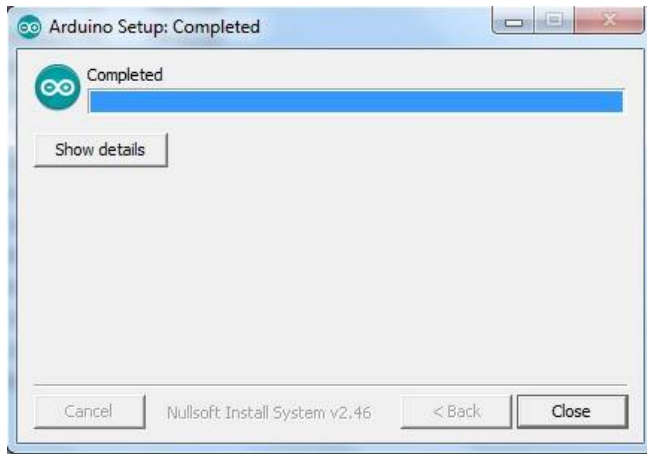 Arduino Setup: Completed
Completed
Show details
Cancel Nullsoft Install System v2.46 < Back Close